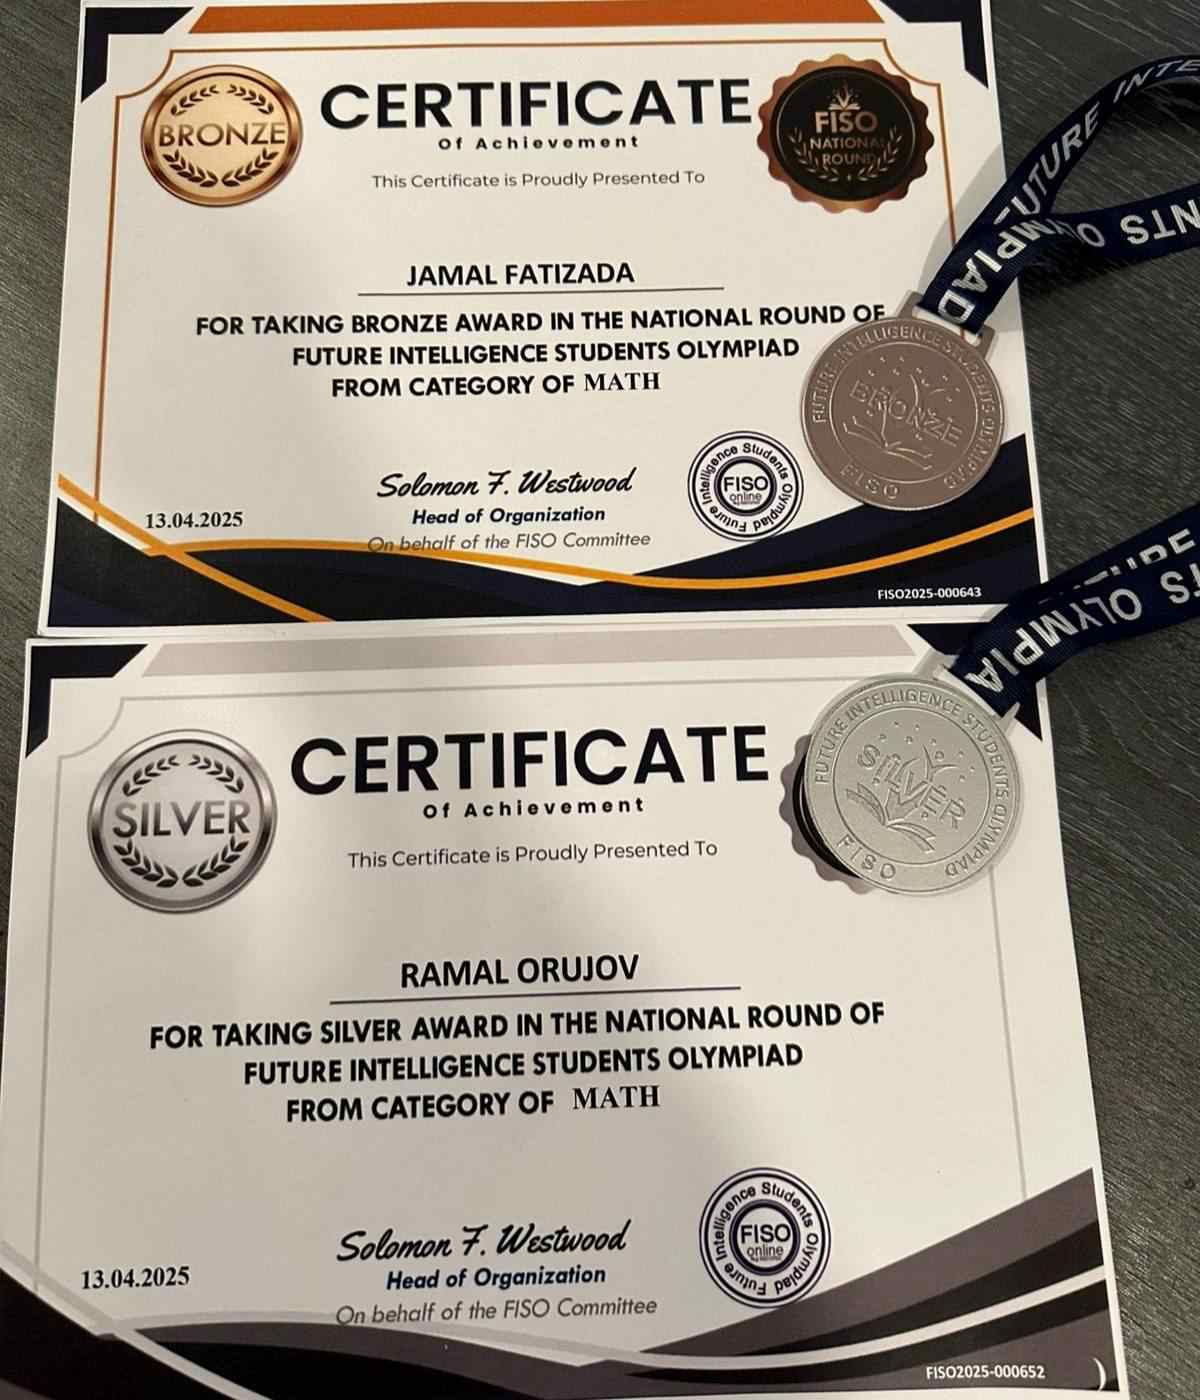 BRONZE
CERTIFICATE
Of Achievement
This Certificate is Proudly Presented To
FISO
NATIONAL
ROUND
JAMAL FATIZADA
FOR TAKING BRONZE AWARD IN THE NATIONAL ROUND OF
FUTURE INTELLIGENCE STUDENTS OLYMPIAD
FROM CATEGORY OF MATH
13.04.2025
Solomon F. Westwood
Head of Organization
On behalf of the FISO Committee
Future Intelligence Students Olympiad
FISO
online
FISO2025-000643
FUTURE INTE
OLYMPIAD
NTS
FUTURE INTELLIGENCE STUDENTS OLYMPIAD
BRONZE
FISO
SILVER
CERTIFICATE
Of Achievement
This Certificate is Proudly Presented To
RAMAL ORUJOV
FOR TAKING SILVER AWARD IN THE NATIONAL ROUND OF
FUTURE INTELLIGENCE STUDENTS OLYMPIAD
FROM CATEGORY OF MATH
13.04.2025
Solomon F. Westwood
Head of Organization
On behalf of the FISO Committee
Future Intelligence Students Olympiad
FISO
online
FISO2025-000652
TS OLYMPIA
FUTURE INTELLIGENCE STUDENTS OLYMPIAD
SILVER
FISO